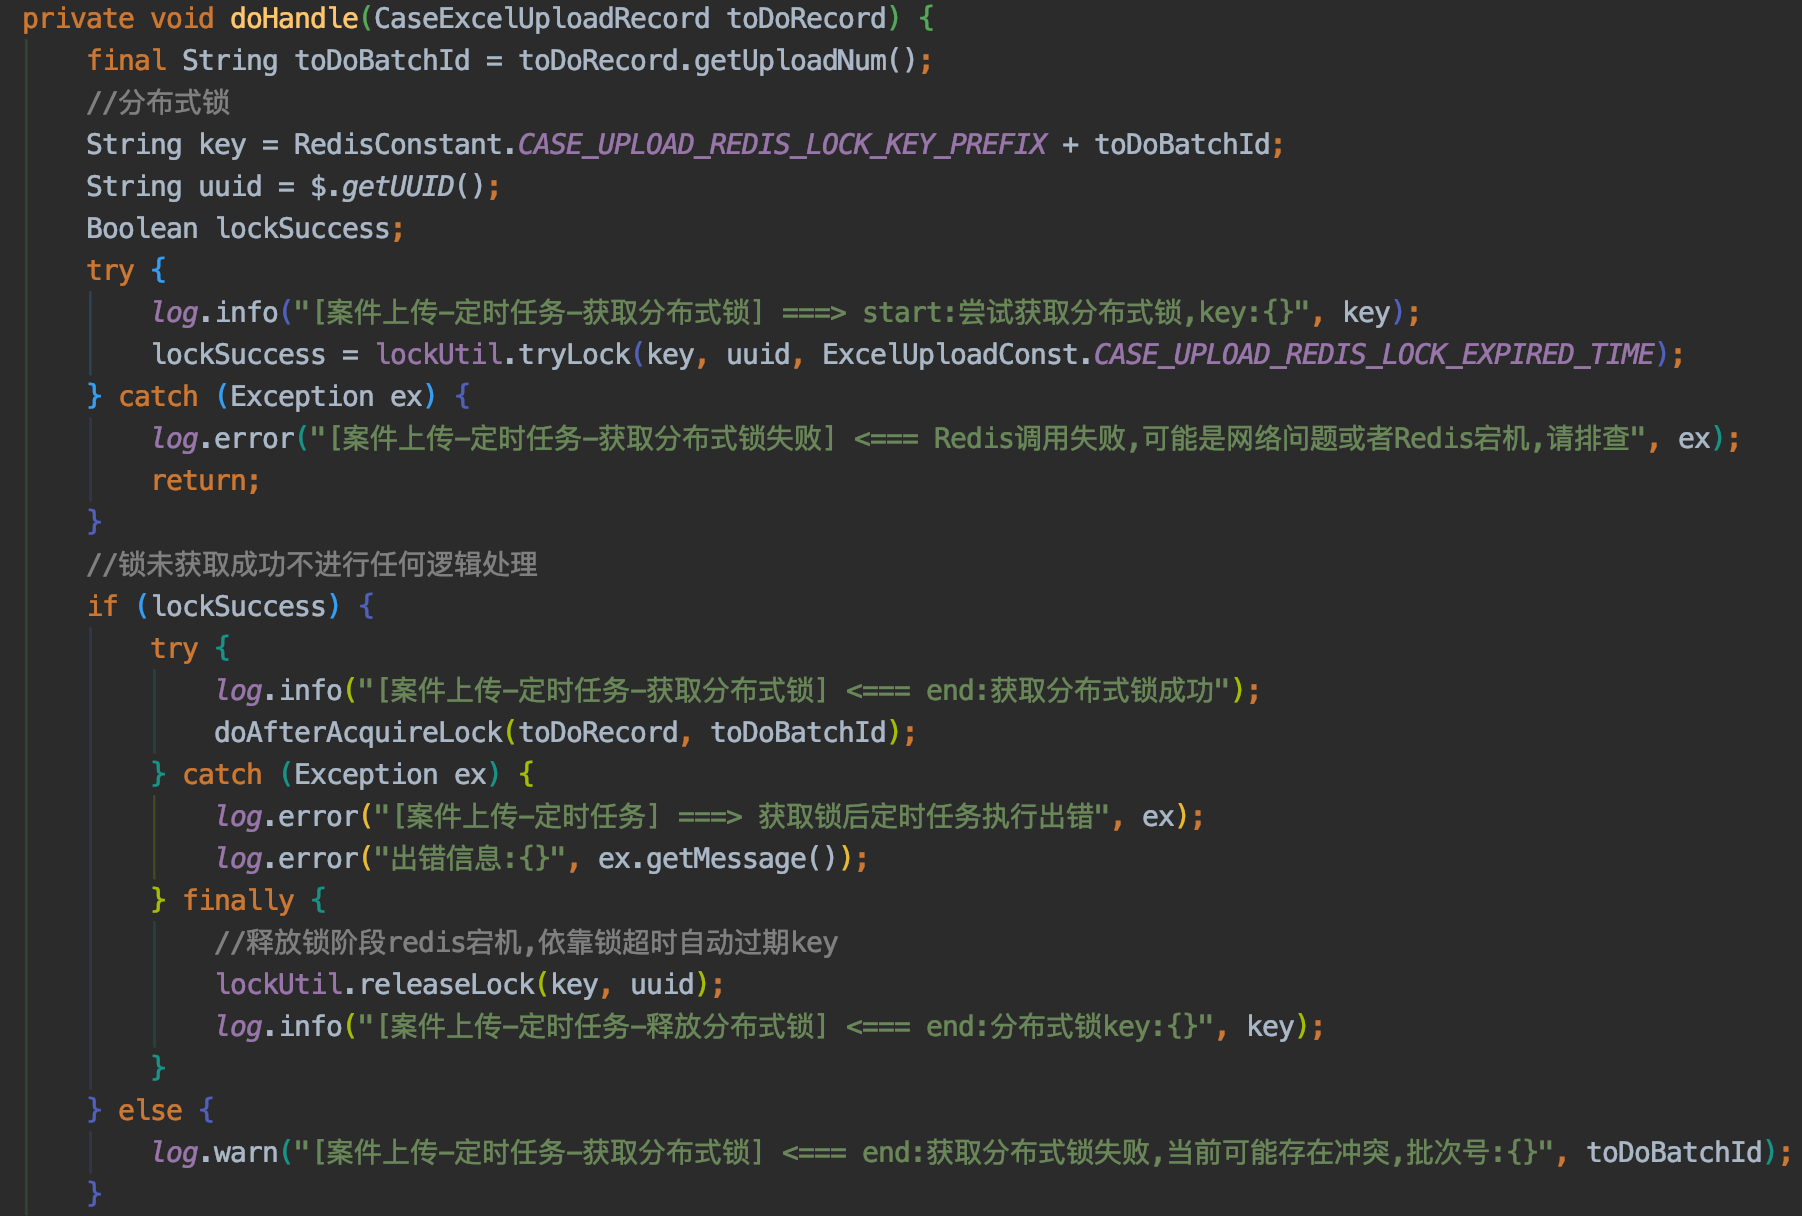 private void doHandle(CaseExcelUploadRecord toDoRecord) {
    final String toDoBatchId = toDoRecord.getUploadNum();
    //分布式锁
    String key = RedisConstant.CASE_UPLOAD_REDIS_LOCK_KEY_PREFIX + toDoBatchId;
    String uuid = $.getUUID();
    Boolean lockSuccess;
    try {
        log.info("[案件上传-定时任务-获取分布式锁] ===> start:尝试获取分布式锁,key:{}", key);
        lockSuccess = lockUtil.tryLock(key, uuid, ExcelUploadConst.CASE_UPLOAD_REDIS_LOCK_EXPIRED_TIME);
    } catch (Exception ex) {
        log.error("[案件上传-定时任务-获取分布式锁失败] <=== Redis调用失败,可能是网络问题或者Redis宕机,请排查", ex);
        return;
    }
    //锁未获取成功不进行任何逻辑处理
    if (lockSuccess) {
        try {
            log.info("[案件上传-定时任务-获取分布式锁] <=== end:获取分布式锁成功");
            doAfterAcquireLock(toDoRecord, toDoBatchId);
        } catch (Exception ex) {
            log.error("[案件上传-定时任务] ===> 获取锁后定时任务执行出错", ex);
            log.error("出错信息:{}", ex.getMessage());
        } finally {
            //释放锁阶段redis宕机,依靠锁超时自动过期key
            lockUtil.releaseLock(key, uuid);
            log.info("[案件上传-定时任务-释放分布式锁] <=== end:分布式锁key:{}", key);
        }
    } else {
        log.warn("[案件上传-定时任务-获取分布式锁] <=== end:获取分布式锁失败,当前可能存在冲突,批次号:{}", toDoBatchId);
    }